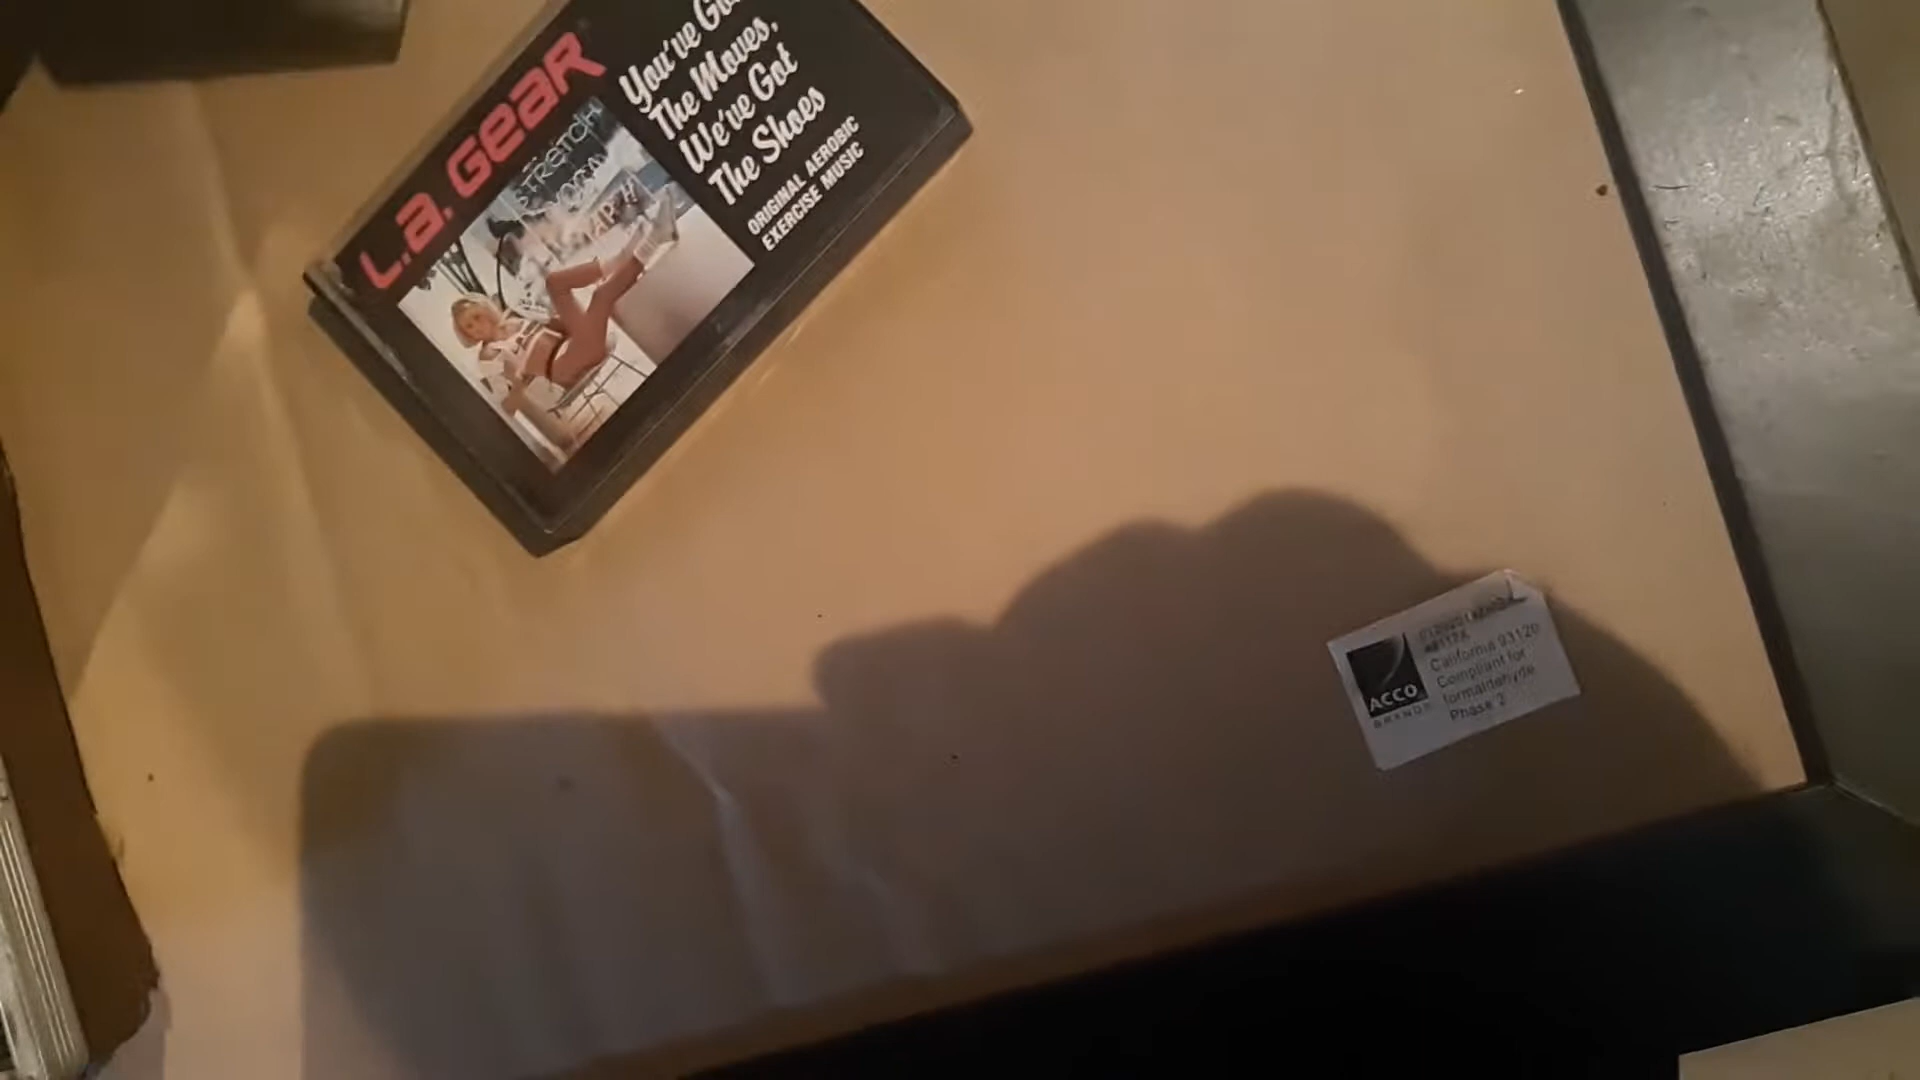 L.A. GEAR
You've Got
The Moves,
We've Got
The Shoes
ORIGINAL AEROBIC
EXERCISE MUSIC
STRETCH
ACCO
BRANDS
California 93120
Compliant for
formaldehyde
Phase 2